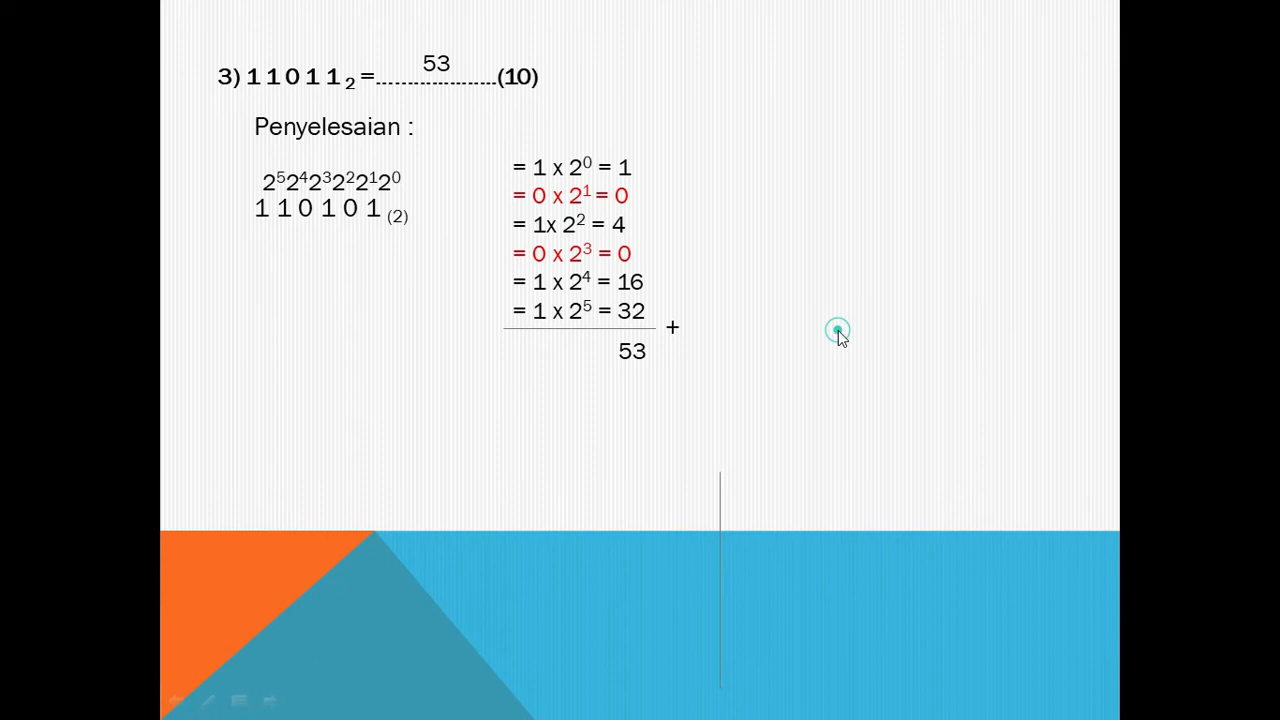 53
3) 1 1 0 1 1 ₂ =.....................(10)
Penyelesaian :
2⁵2⁴2³2²2¹2⁰
1 1 0 1 0 1 (2)
= 1 x 2⁰ = 1
= 0 x 2¹ = 0
= 1x 2² = 4
= 0 x 2³ = 0
= 1 x 2⁴ = 16
= 1 x 2⁵ = 32
+
53